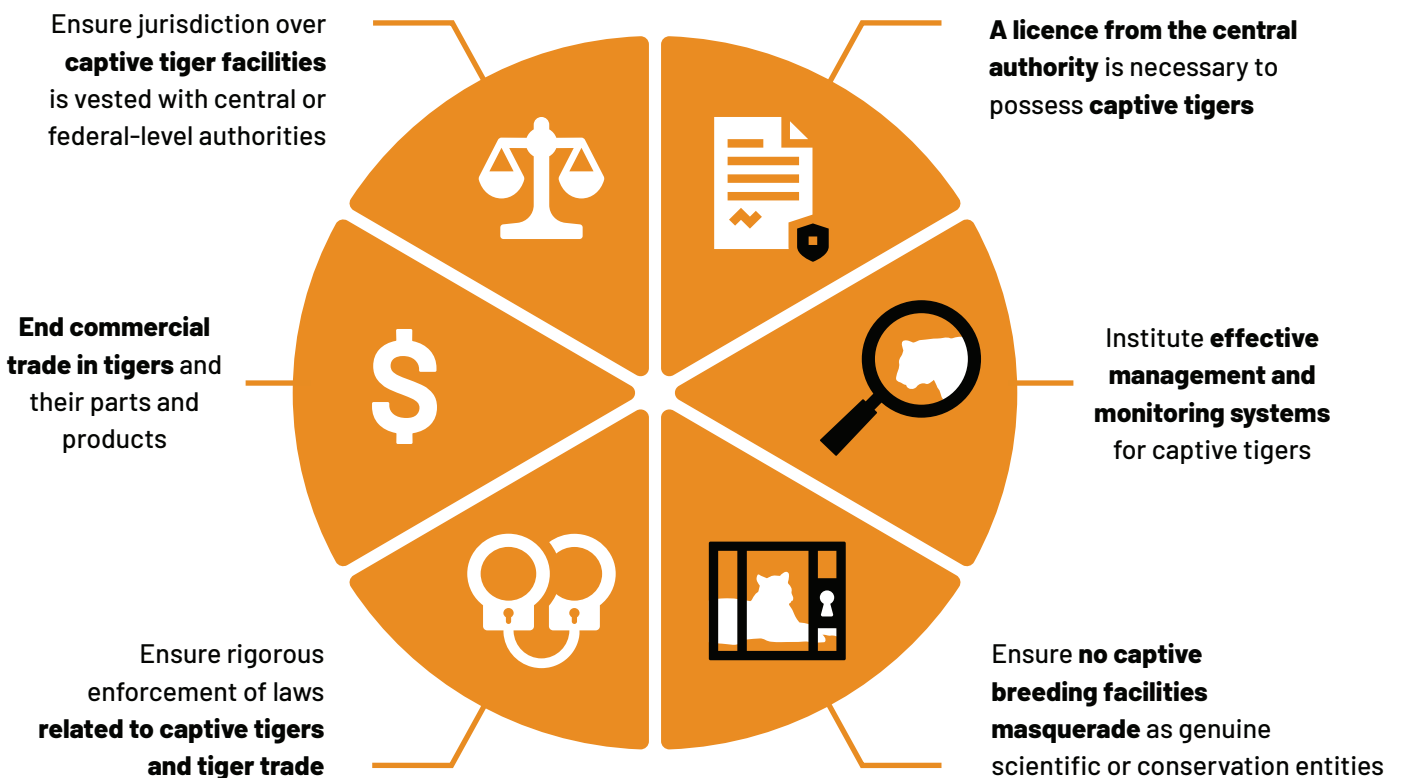 Ensure jurisdiction over
captive tiger facilities
is vested with central or
federal-level authorities
A licence from the central
authority is necessary to
possess captive tigers
End commercial
trade in tigers and
their parts and
products
$
Institute effective
management and
monitoring systems
for captive tigers
Ensure rigorous
enforcement of laws
related to captive tigers
and tiger trade
Ensure no captive
breeding facilities
masquerade as genuine
scientific or conservation entities